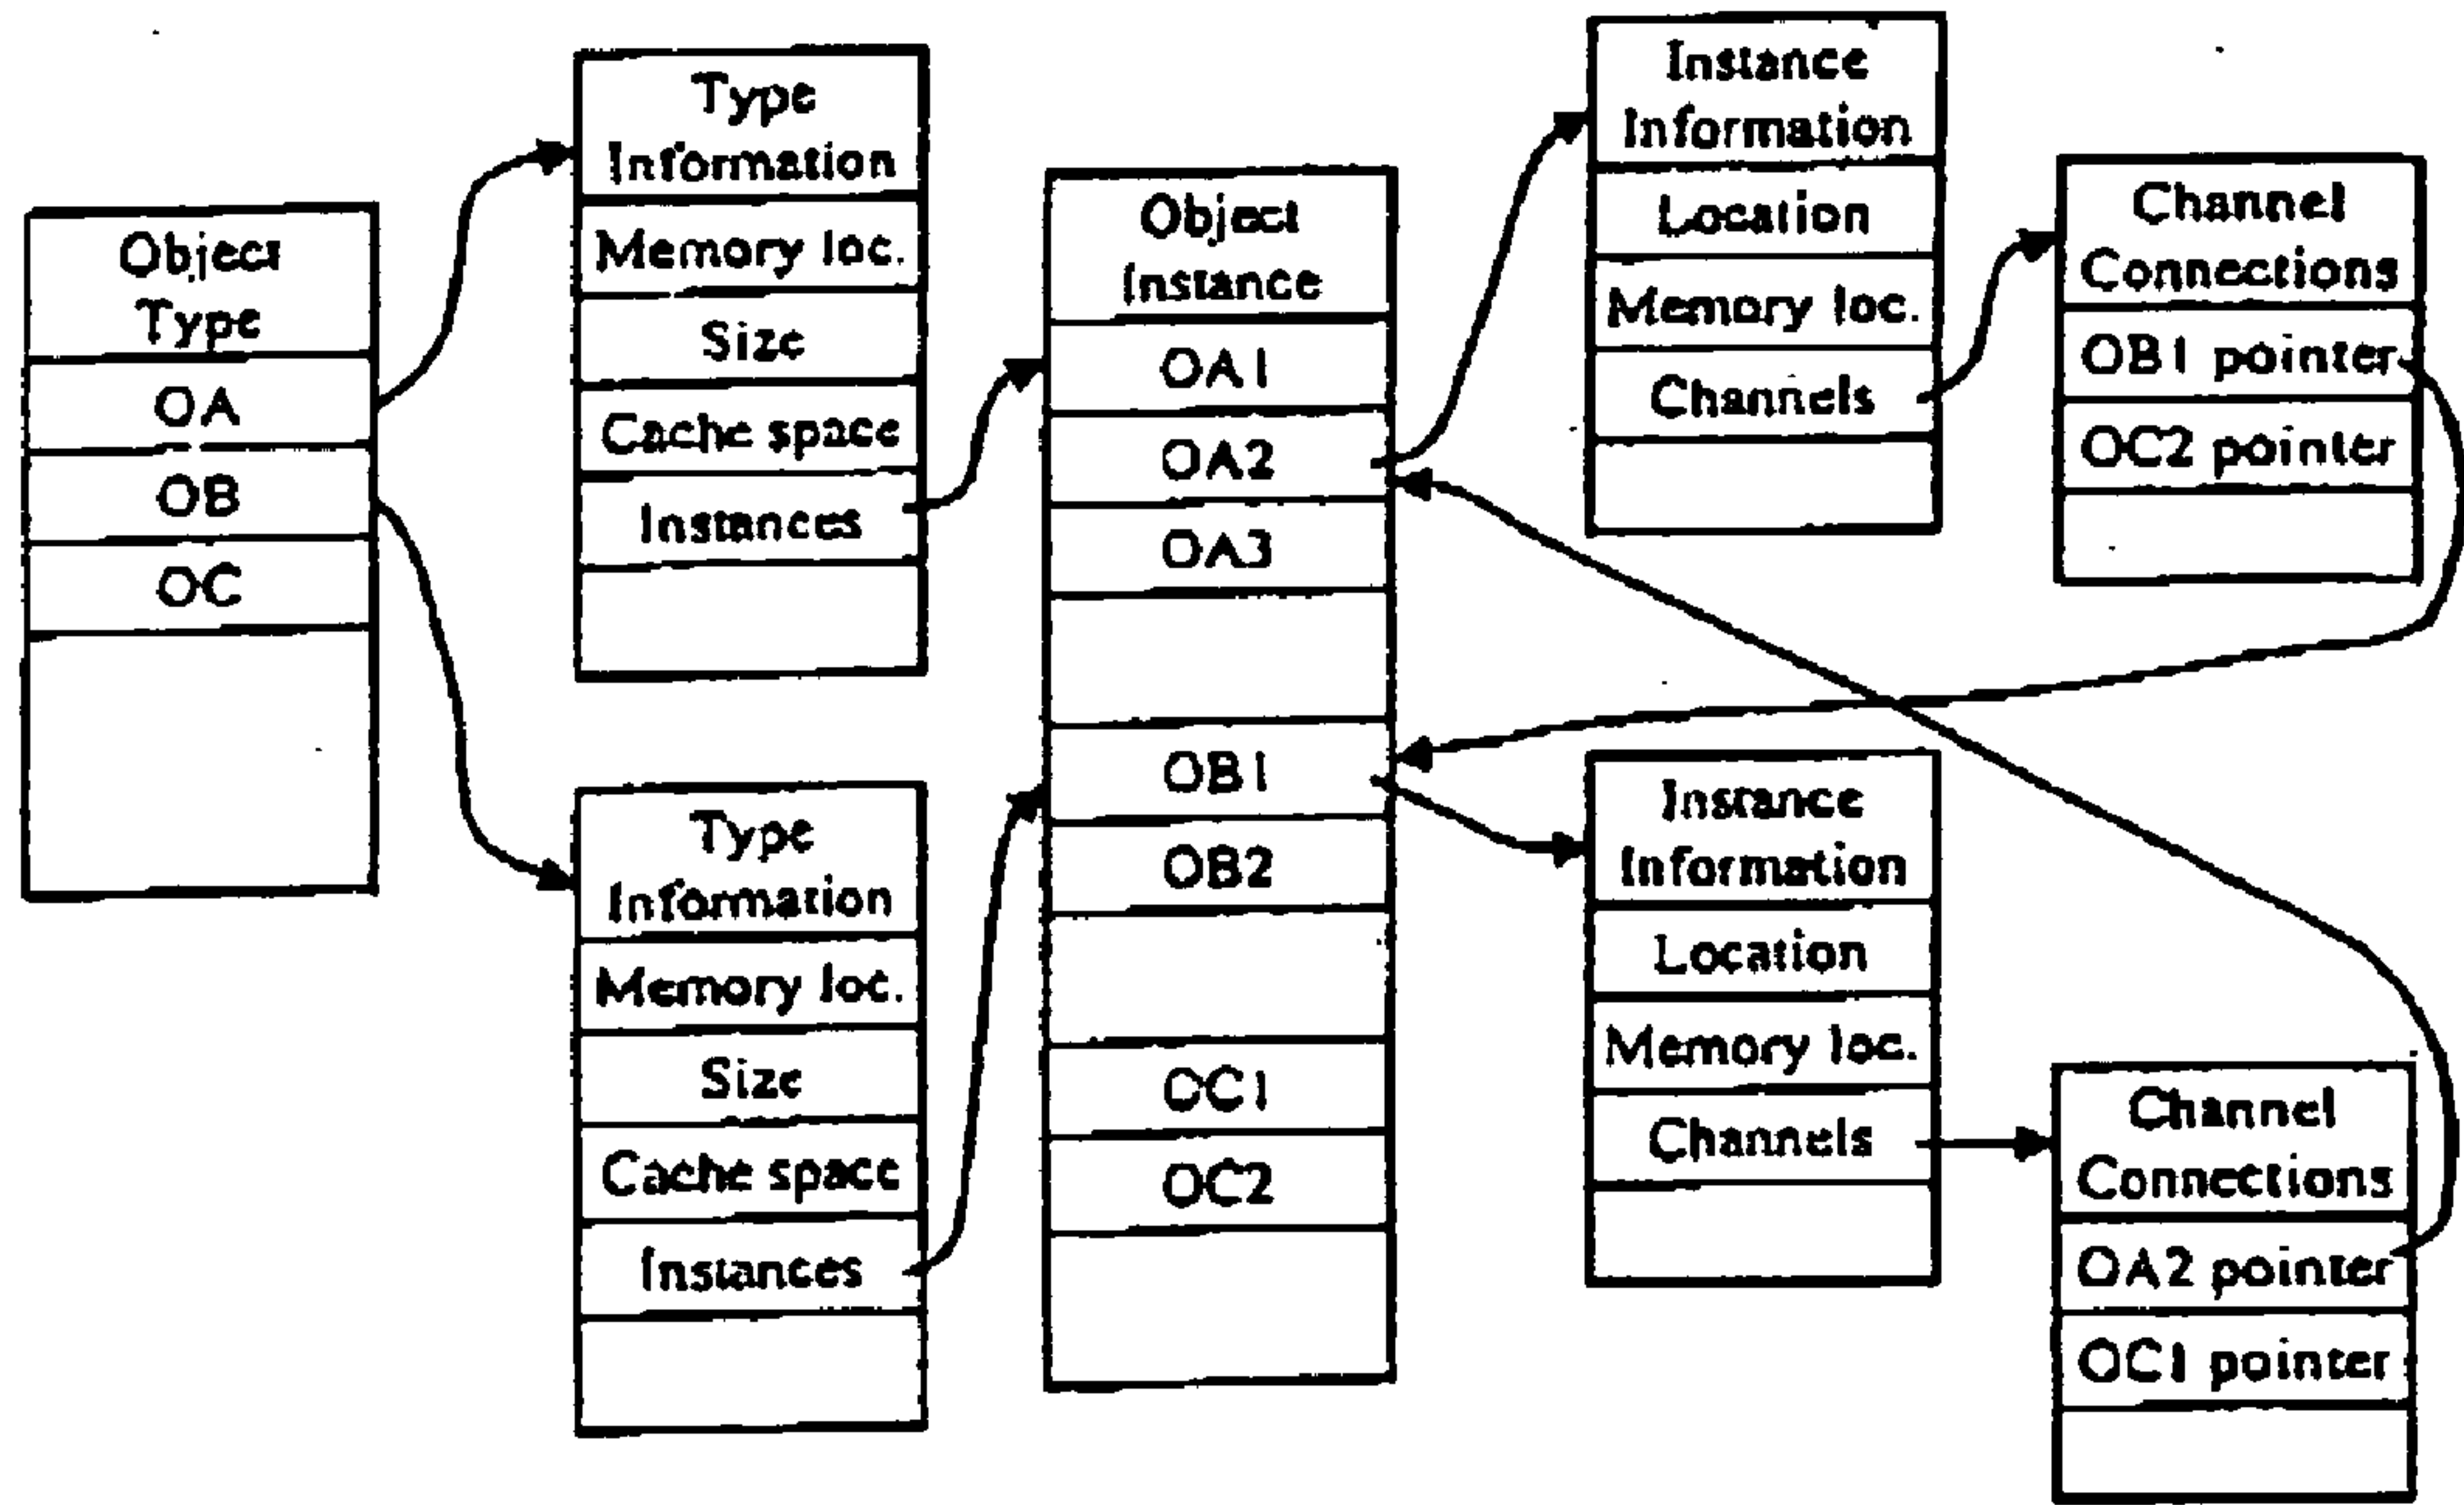 Object
Type
OA
OB
OC
Type
Information
Memory loc.
Size
Cache space
Instances
Type
Information
Memory loc.
Size
Cache space
Instances
Object
Instance
OA1
OA2
OA3
OB1
OB2
OC1
OC2
Instance
Information
Location
Memory loc.
Channels
Instance
Information
Location
Memory loc.
Channels
Channel
Connections
OB1 pointer
OC2 pointer
Channel
Connections
OA2 pointer
OC1 pointer